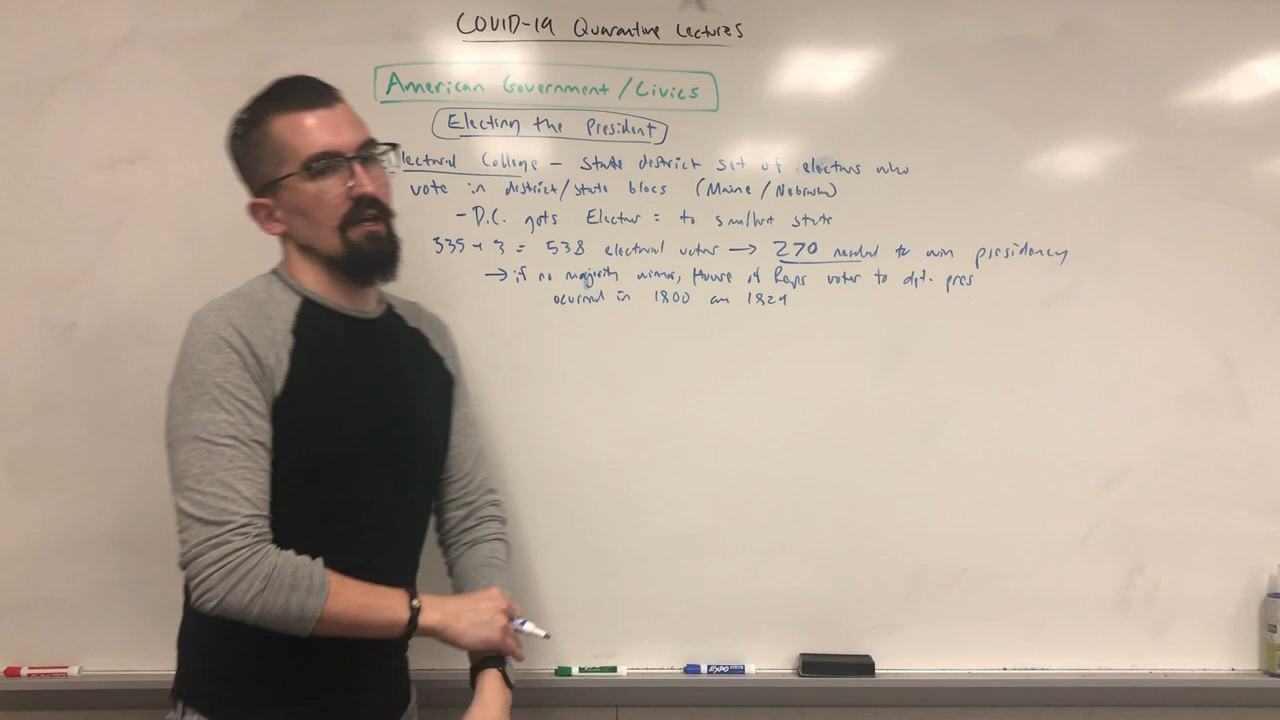 COVID-19 Quarantine Lectures
American Government/Civics
Electing the President
lectoral College - State district set of electors who
vote in district/state blocs (Maine/Nebraska)
- D.C. gets Electors = to smallest state
535 + 3 = 538 electoral votes → 270 needed to win presidency
→ if no majority winner, House of Reps votes to dpt. pres
ocurred in 1800 an 1824
EXPO